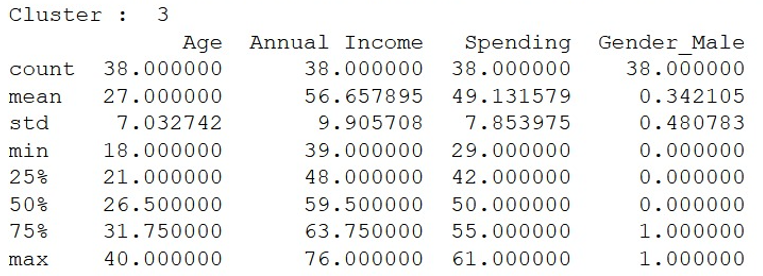 Cluster :  3
Age  Annual Income  Spending  Gender_Male
count  38.000000  38.000000  38.000000  38.000000
mean  27.000000  56.657895  49.131579  0.342105
std  7.032742  9.905708  7.853975  0.480783
min  18.000000  39.000000  29.000000  0.000000
25%  21.000000  48.000000  42.000000  0.000000
50%  26.500000  59.500000  50.000000  0.000000
75%  31.750000  63.750000  55.000000  1.000000
max  40.000000  76.000000  61.000000  1.000000